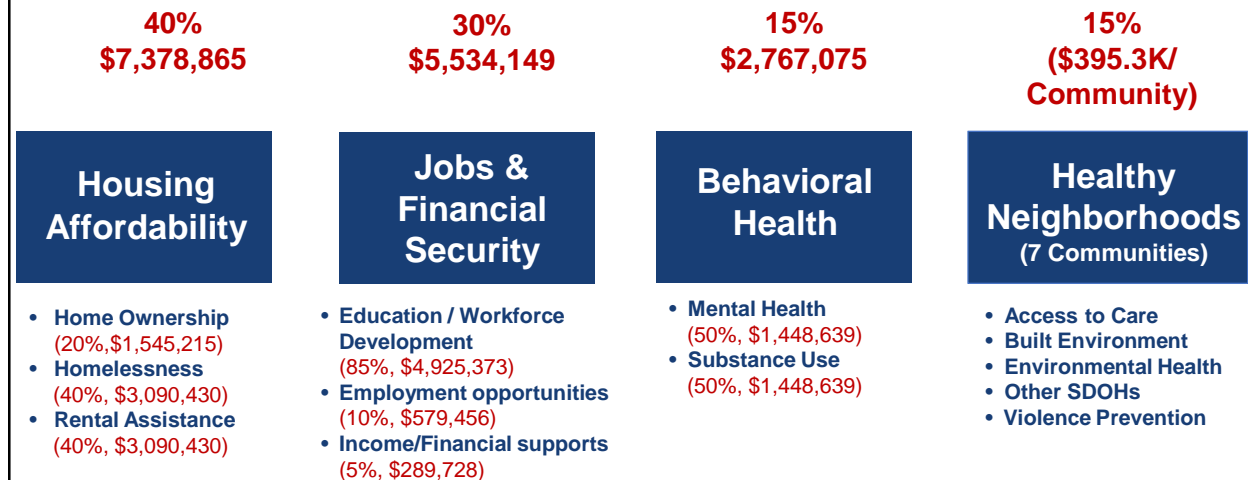 40%
$7,378,865
30%
$5,534,149
15%
$2,767,075
15%
($395.3K/
Community)
Housing
Affordability
Jobs &
Financial
Security
Behavioral
Health
Healthy
Neighborhoods
(7 Communities)
• Home Ownership
(20%,$1,545,215)
• Homelessness
(40%, $3,090,430)
• Rental Assistance
(40%, $3,090,430)
• Education / Workforce
Development
(85%, $4,925,373)
• Employment opportunities
(10%, $579,456)
• Income/Financial supports
(5%, $289,728)
• Mental Health
(50%, $1,448,639)
• Substance Use
(50%, $1,448,639)
• Access to Care
• Built Environment
• Environmental Health
• Other SDOHs
• Violence Prevention